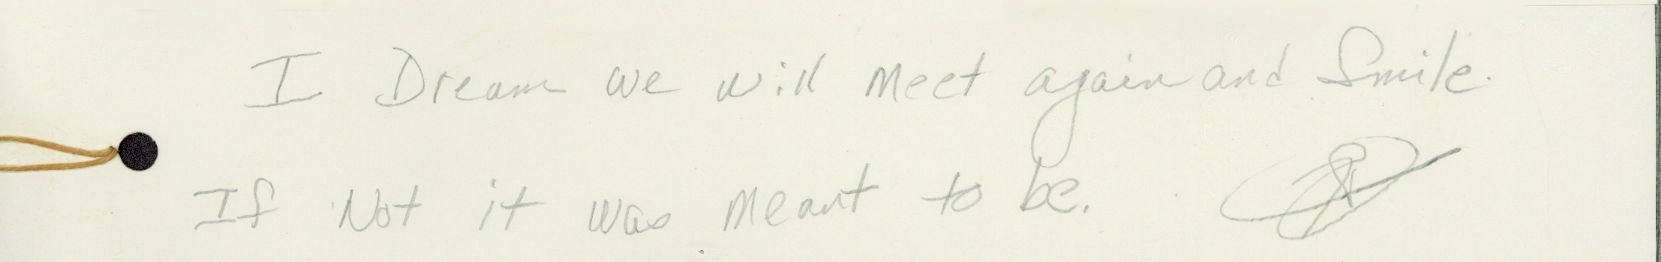 I Dream we will meet again and Smile.
If Not it was meant to be.